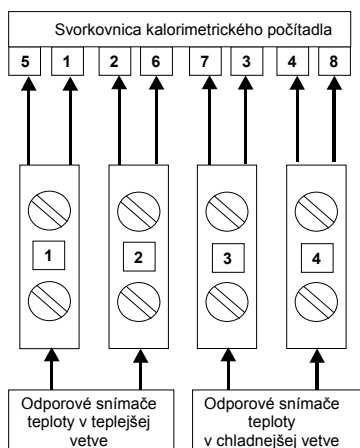 Svorkovnica kalorimetrického počítadla
5 1 2 6 7 3 4 8
1 2 3 4
Odporové snímače
teploty v teplejšej
vetve
Odporové snímače
teploty
v chladnejšej vetve